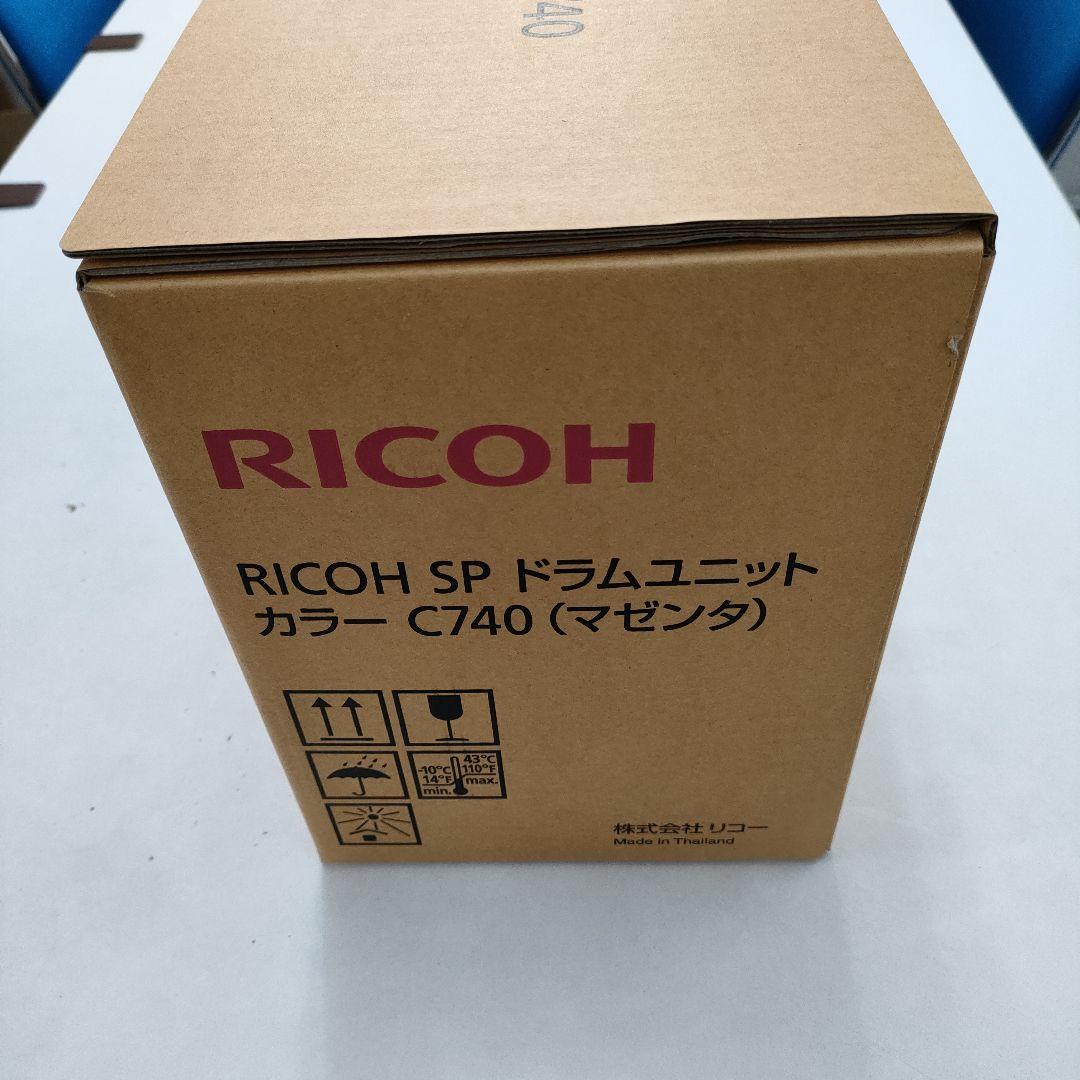 40
RICOH
RICOH SP ドラムユニット
カラー C740 (マゼンタ)
-10°C
14°F
min.
43°C
110°F
max.
株式会社 リコー
Made in Thailand